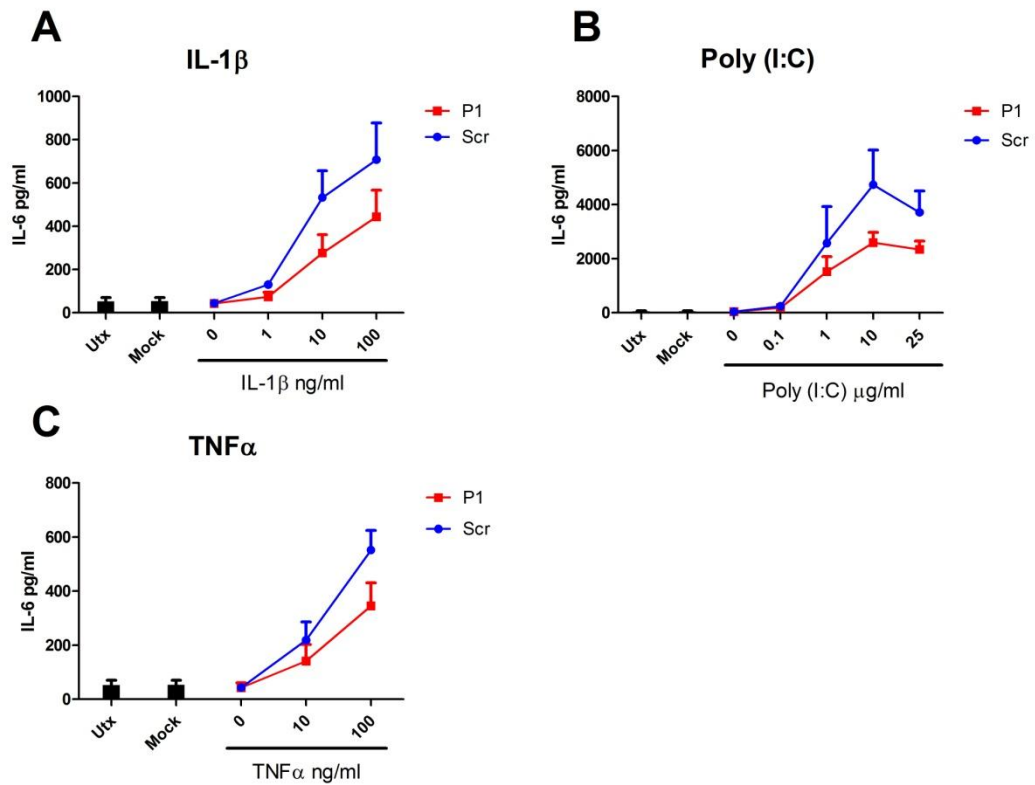 A
IL-1β
1000
800
600
400
200
0
IL-6 pg/ml
Utx
Mock
0
1
10
100
IL-1β ng/ml
P1
Scr
B
Poly (I:C)
8000
6000
4000
2000
0
IL-6 pg/ml
Utx
Mock
0
0.1
1
10
25
Poly (I:C) μg/ml
P1
Scr
C
TNFα
800
600
400
200
0
IL-6 pg/ml
Utx
Mock
0
10
100
TNFα ng/ml
P1
Scr